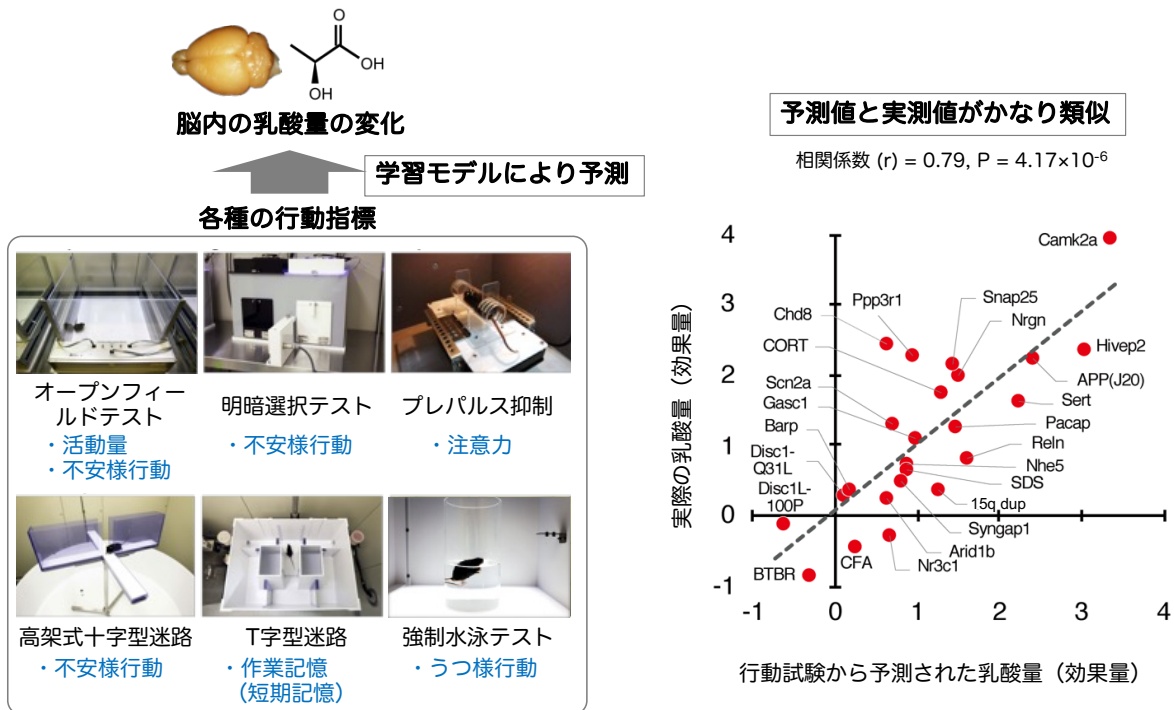 O
OH
OH
脳内の乳酸量の変化
学習モデルにより予測
各種の行動指標
オープンフィー
ルドテスト
・活動量
・不安様行動
明暗選択テスト
・不安様行動
プレパルス抑制
・注意力
高架式十字型迷路
・不安様行動
T字型迷路
・作業記憶
(短期記憶)
強制水泳テスト
・うつ様行動
予測値と実測値がかなり類似
相関係数 (r) = 0.79, P = 4.17×10⁻⁶
実際の乳酸量（効果量）
4
3
2
1
0
-1
Camk2a
Ppp3r1
Snap25
Chd8
Nrgn
CORT
Hivep2
APP(J20)
Scn2a
Sert
Gasc1
Pacap
Barp
Reln
Disc1-
Q31L
Nhe5
SDS
Disc1L-
100P
15q dup
Syngap1
Arid1b
Nr3c1
CFA
BTBR
-1
0
1
2
3
4
行動試験から予測された乳酸量（効果量）